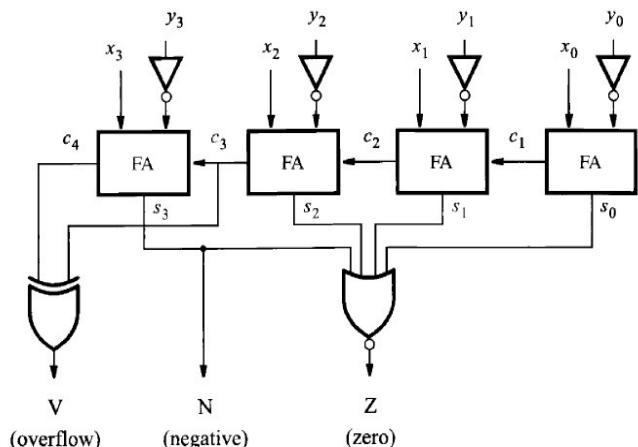 y3 y2 y1 y0
x3 x2 x1 x0
c4 c3 c2 c1
FA FA FA FA
s3 s2 s1 s0
V N Z
(overflow) (negative) (zero)